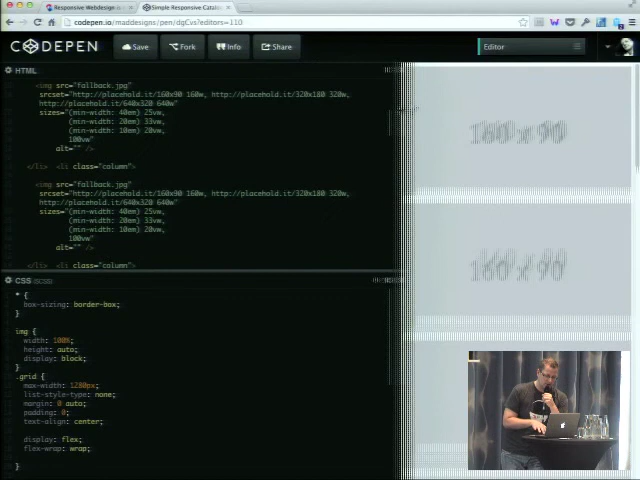 Responsive Webdesign
Simple Responsive Catalo
codepen.io/maddesigns/pen/dgCvs?editors=110
CODEPEN
Save
Fork
Info
Share
Editor
HTML
<img src="fallback.jpg"
srcset="http://placehold.it/160x90 160w, http://placehold.it/320x180 320w,
http://placehold.it/640x320 640w"
sizes="(min-width: 40em) 25vw,
(min-width: 20em) 33vw,
(min-width: 10em) 20vw,
100vw"
alt="" />
</li> <li class="column">
<img src="fallback.jpg"
srcset="http://placehold.it/160x90 160w, http://placehold.it/320x180 320w,
http://placehold.it/640x320 640w"
sizes="(min-width: 40em) 25vw,
(min-width: 20em) 33vw,
(min-width: 10em) 20vw,
100vw"
alt="" />
</li> <li class="column">
160 x 90
160 x 90
CSS (SCSS)
* {
box-sizing: border-box;
}
img {
width: 100%;
height: auto;
display: block;
}
.grid {
max-width: 1280px;
list-style-type: none;
margin: 0 auto;
padding: 0;
text-align: center;
display: flex;
flex-wrap: wrap;
}